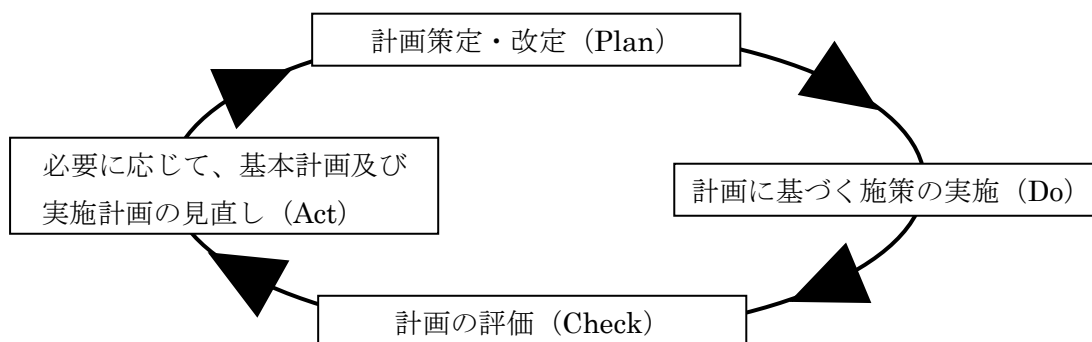 計画策定・改定（Plan）
必要に応じて、基本計画及び
実施計画の見直し（Act）
計画に基づく施策の実施（Do）
計画の評価（Check）